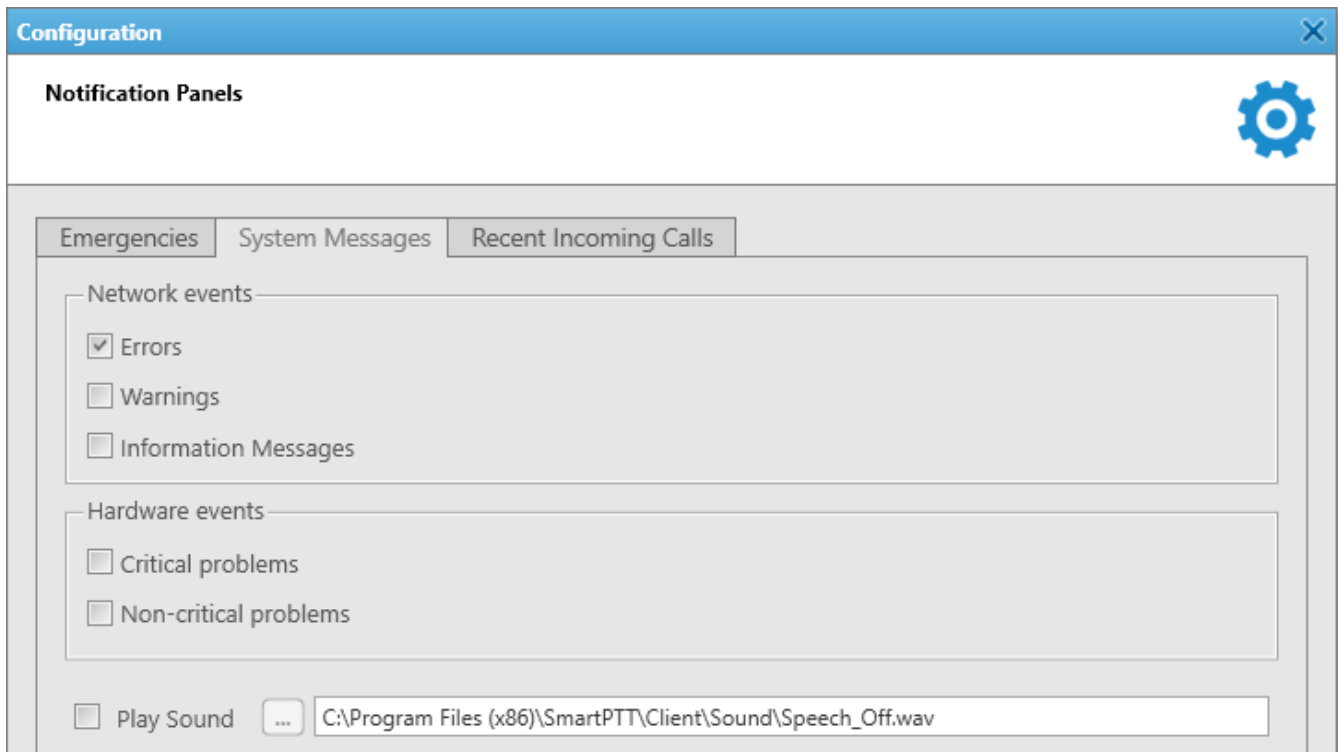 Configuration
Notification Panels
Emergencies System Messages Recent Incoming Calls
Network events
Errors
Warnings
Information Messages
Hardware events
Critical problems
Non-critical problems
Play Sound ... C:\Program Files (x86)\SmartPTT\Client\Sound\Speech_Off.wav